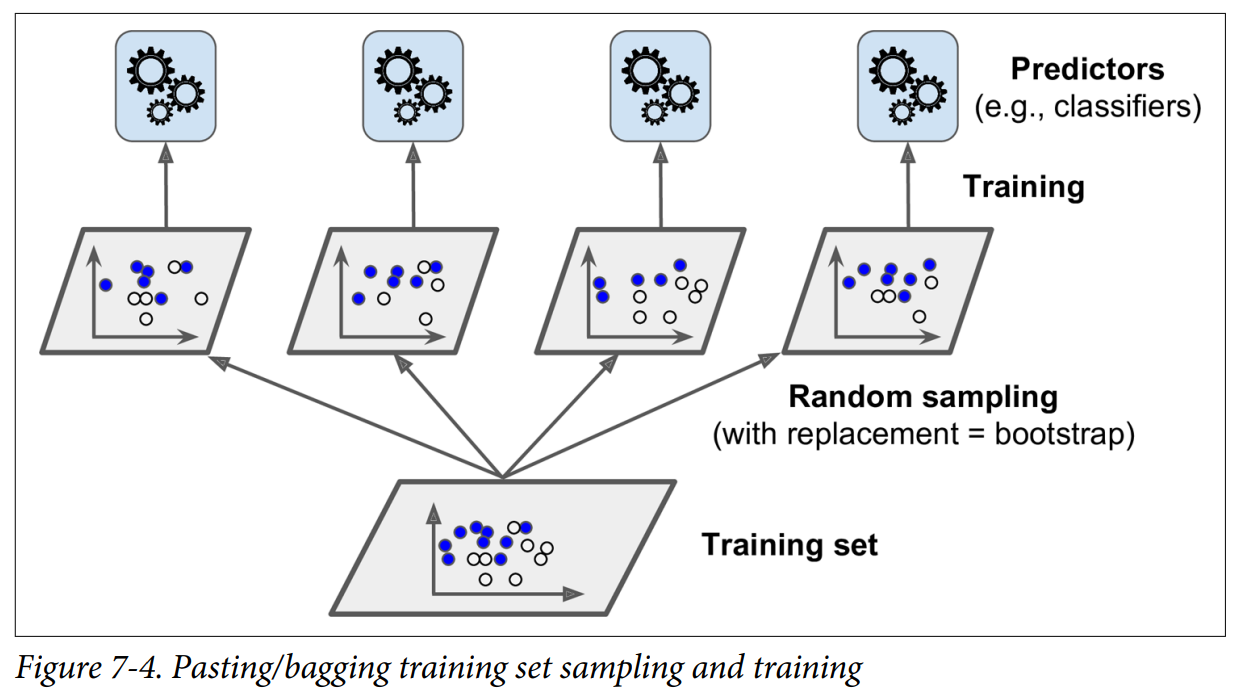 Predictors
(e.g., classifiers)
Training
Random sampling
(with replacement = bootstrap)
Training set
Figure 7-4. Pasting/bagging training set sampling and training